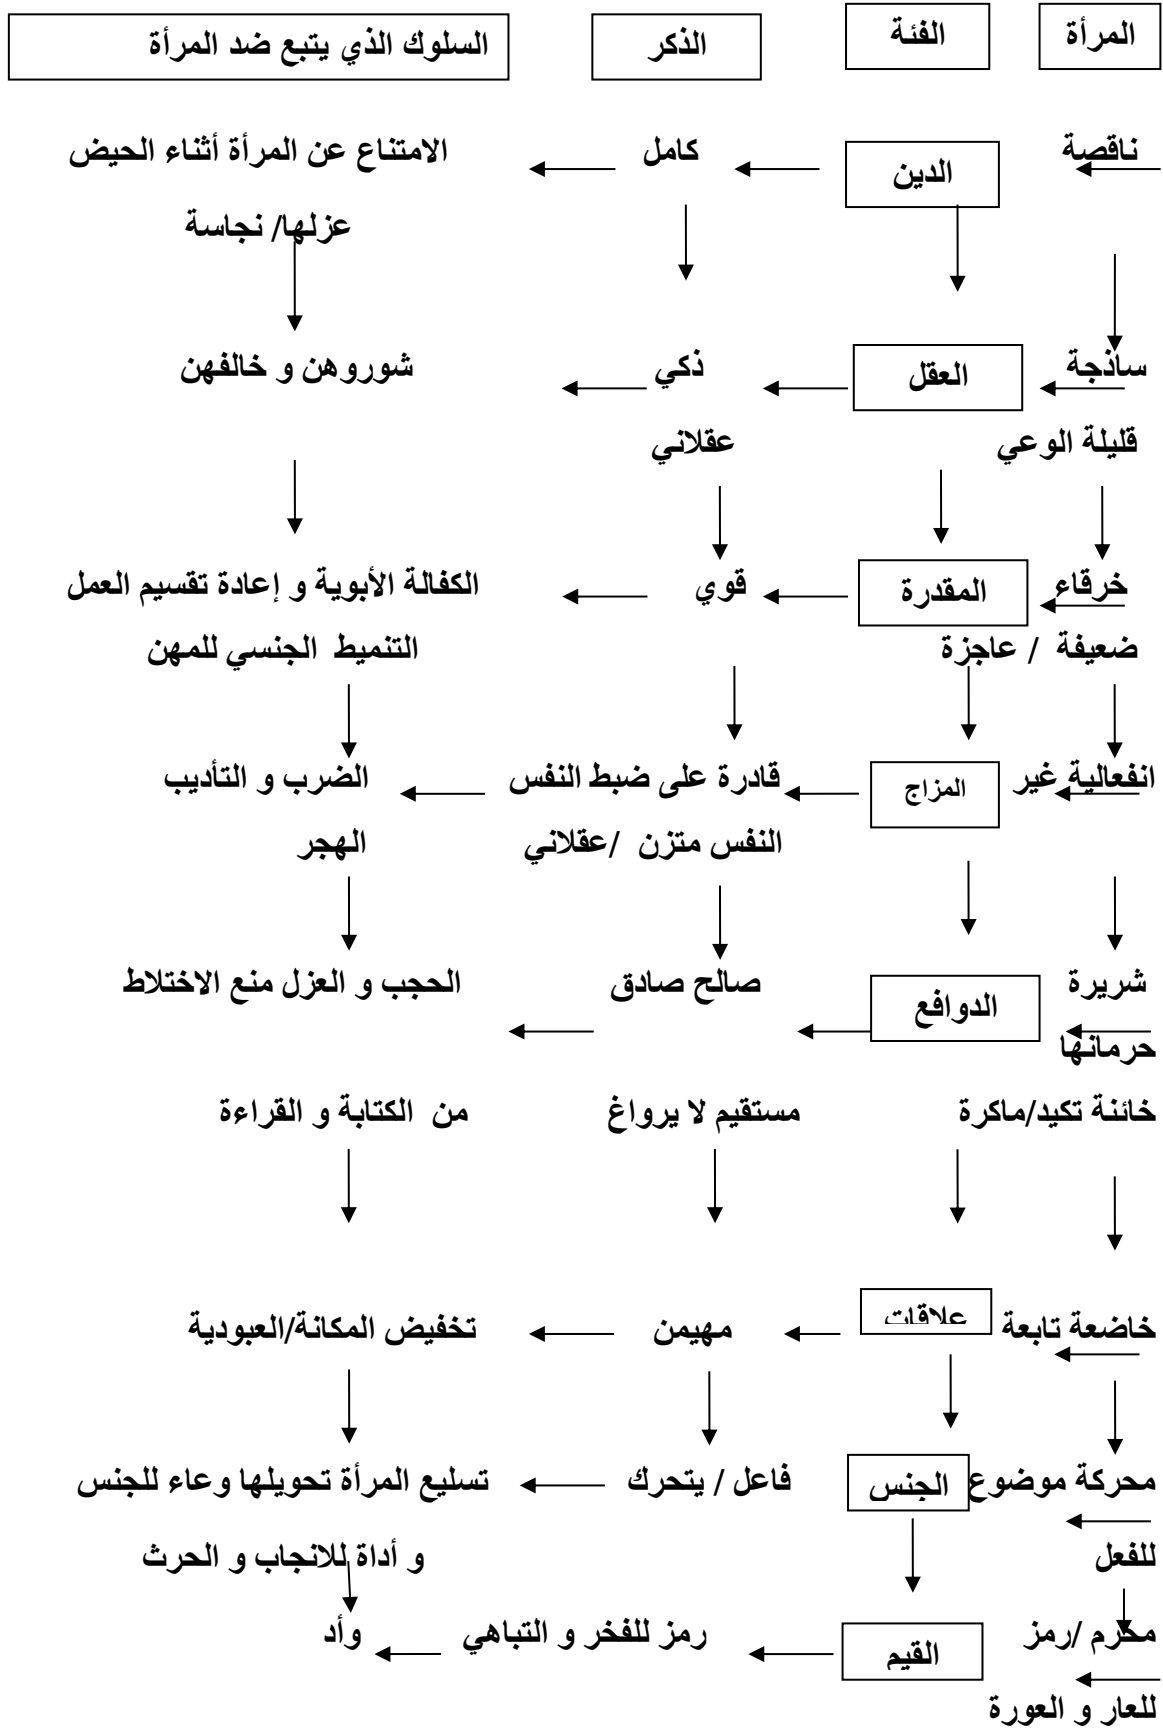 المرأة الفئة الذكر السلوك الذي يتبع ضد المرأة
ناقصة الدين كامل الامتناع عن المرأة أثناء الحيض
عزلها/ نجاسة
ساذجة العقل ذكي شوروهن و خالفهن
قليلة الوعي عقلاني
خرقاء المقدرة قوي الكفالة الأبوية و إعادة تقسيم العمل
ضعيفة / عاجزة التنميط الجنسي للمهن
انفعالية غير المزاج قادرة على ضبط النفس الضرب و التأديب
النفس متزن /عقلاني الهجر
شريرة الدوافع صالح صادق الحجب و العزل منع الاختلاط
حرمانها
خائنة تكيد/ماكرة مستقيم لا يرواغ من الكتابة و القراءة
خاضعة تابعة علاقات مهيمن تخفيض المكانة/العبودية
محركة موضوع الجنس فاعل / يتحرك تسليع المرأة تحويلها وعاء للجنس
للفعل و أداة للانجاب و الحرث
محرم /رمز القيم رمز للفخر و التباهي وأد
للعار و العورة